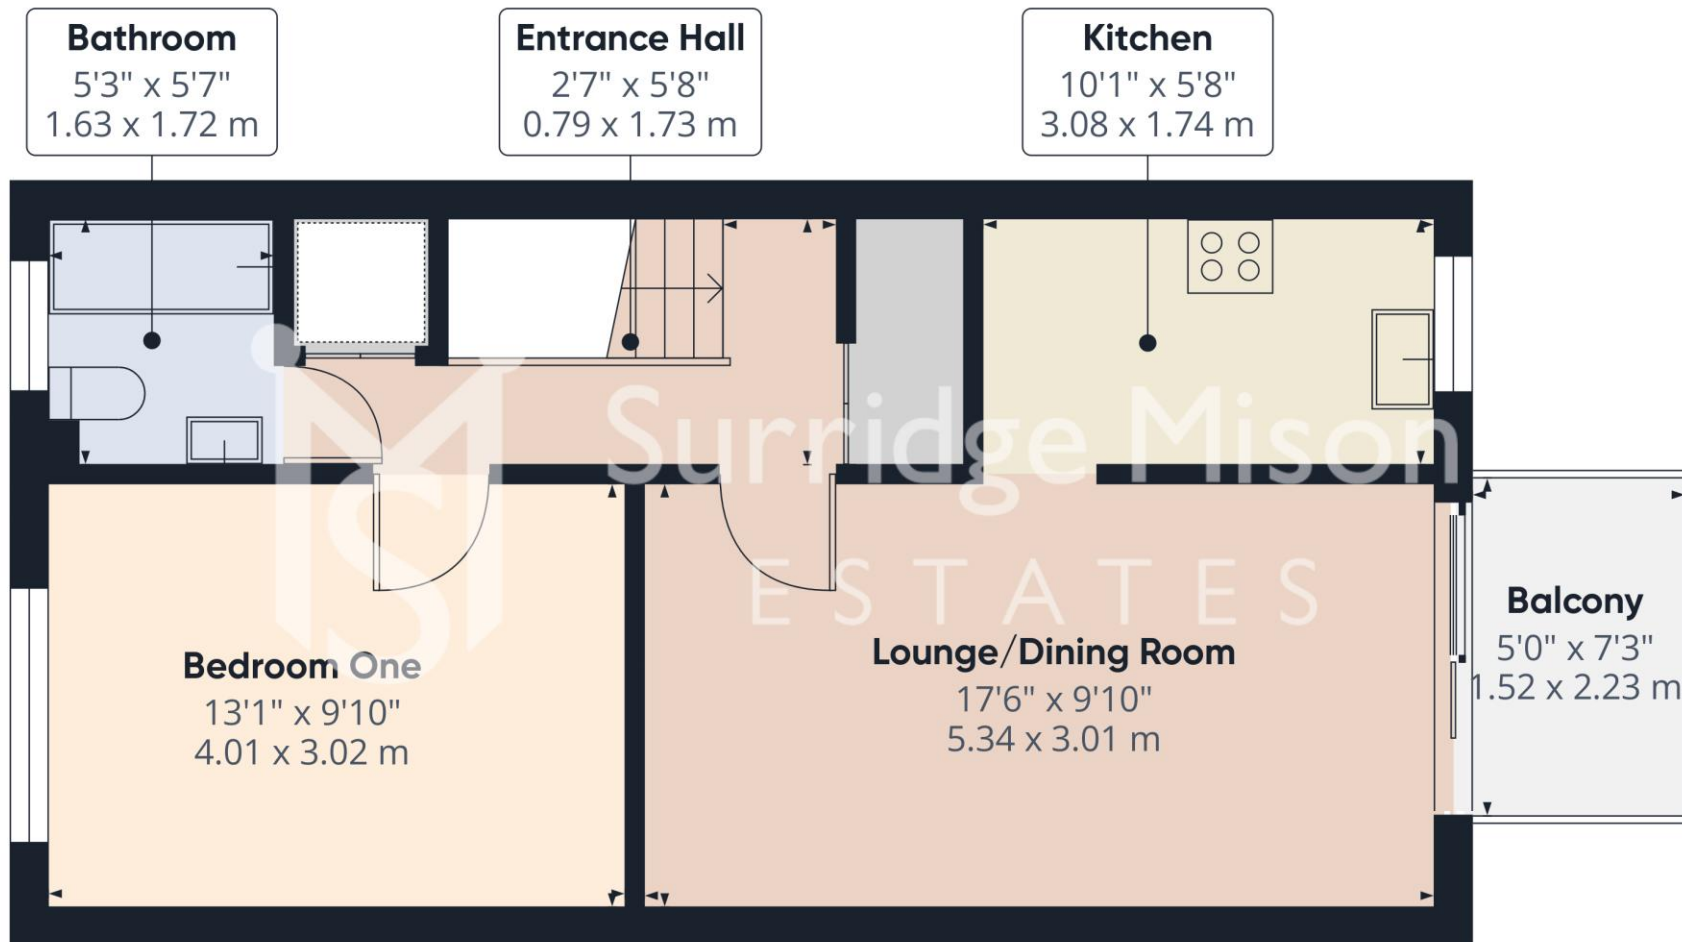 Bathroom
5'3" x 5'7"
1.63 x 1.72 m
Entrance Hall
2'7" x 5'8"
0.79 x 1.73 m
Kitchen
10'1" x 5'8"
3.08 x 1.74 m
Surridge Mison
ESTATES
Balcony
5'0" x 7'3"
1.52 x 2.23 m
Bedroom One
13'1" x 9'10"
4.01 x 3.02 m
Lounge/Dining Room
17'6" x 9'10"
5.34 x 3.01 m